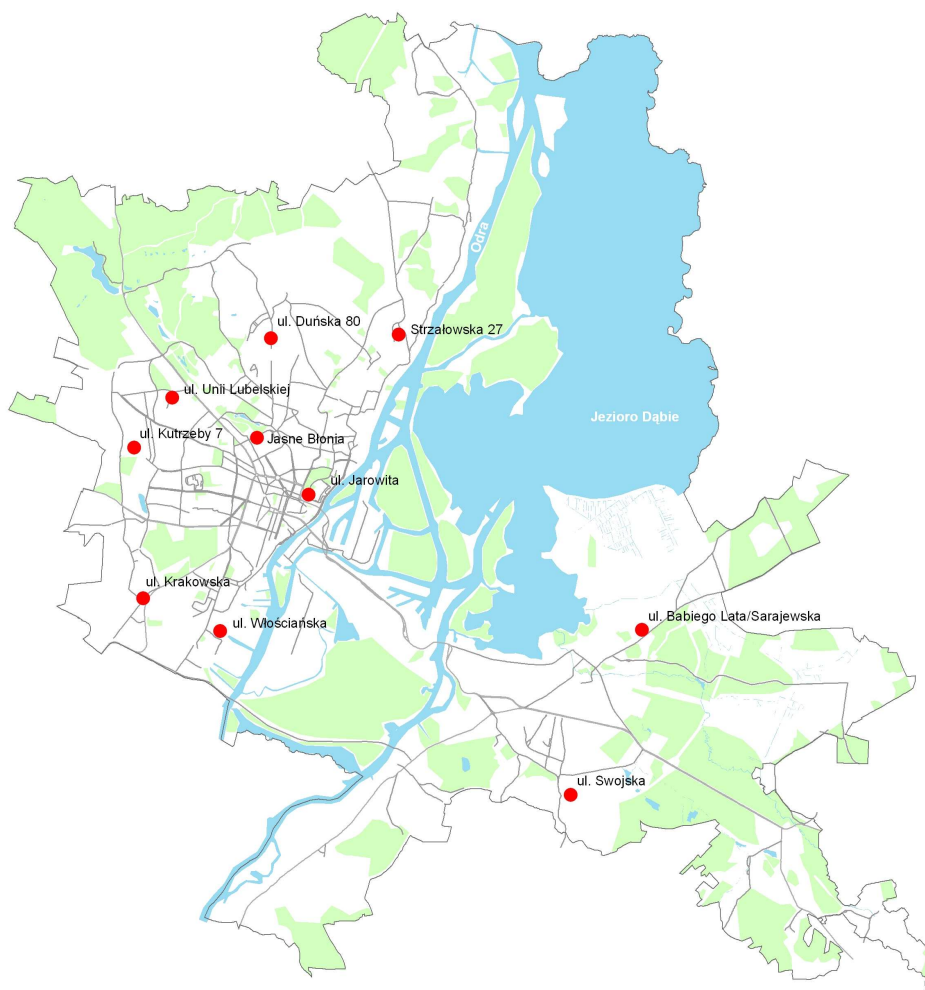 Odra
ul. Duńska 80
Strzałowska 27
ul. Unii Lubelskiej
Jezioro Dąbie
ul. Kutrzeby 7
Jasne Błonia
ul. Jarowita
ul. Krakowska
ul. Włościańska
ul. Babiego Lata/Sarajewska
ul. Swojska